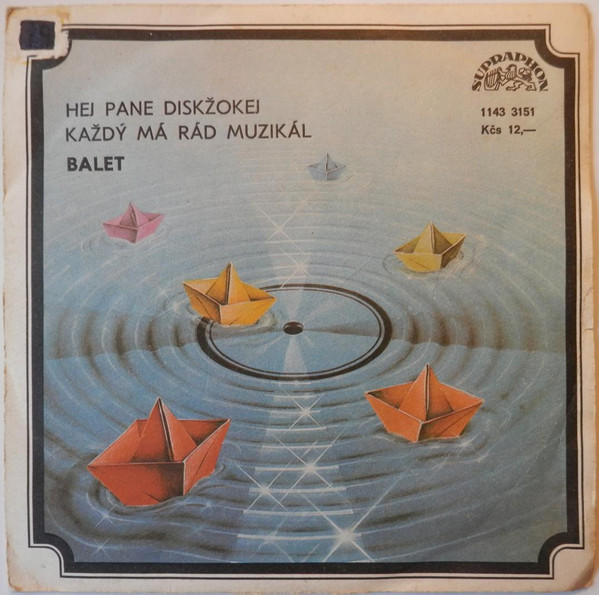 HEJ PANE DISKŽOKEJ
KAŽDÝ MÁ RÁD MUZIKÁL
BALET
SUPRAPHON
1143 3151
Kčs 12,—